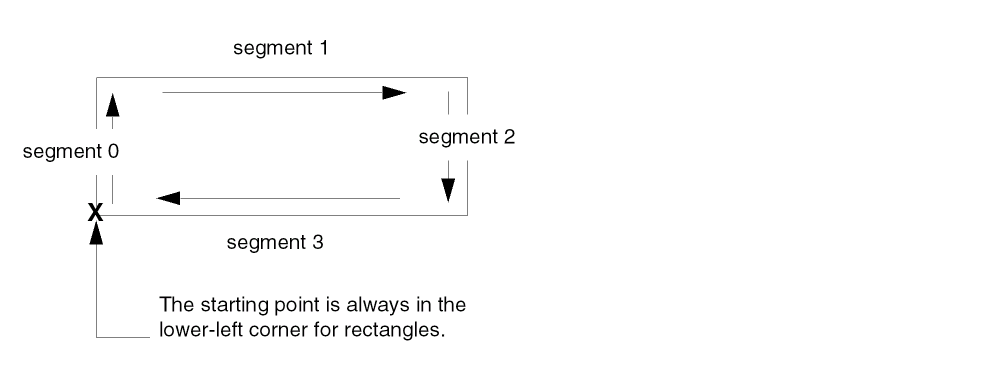 segment 1
segment 2
segment 0
X
segment 3
The starting point is always in the
lower-left corner for rectangles.